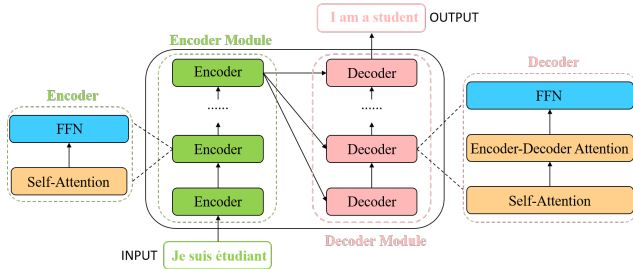 I am a student OUTPUT
Encoder Module
Encoder
FFN
Self-Attention
Encoder
......
Encoder
Encoder
Decoder
......
Decoder
Decoder
Decoder Module
Decoder
FFN
Encoder-Decoder Attention
Self-Attention
INPUT Je suis étudiant